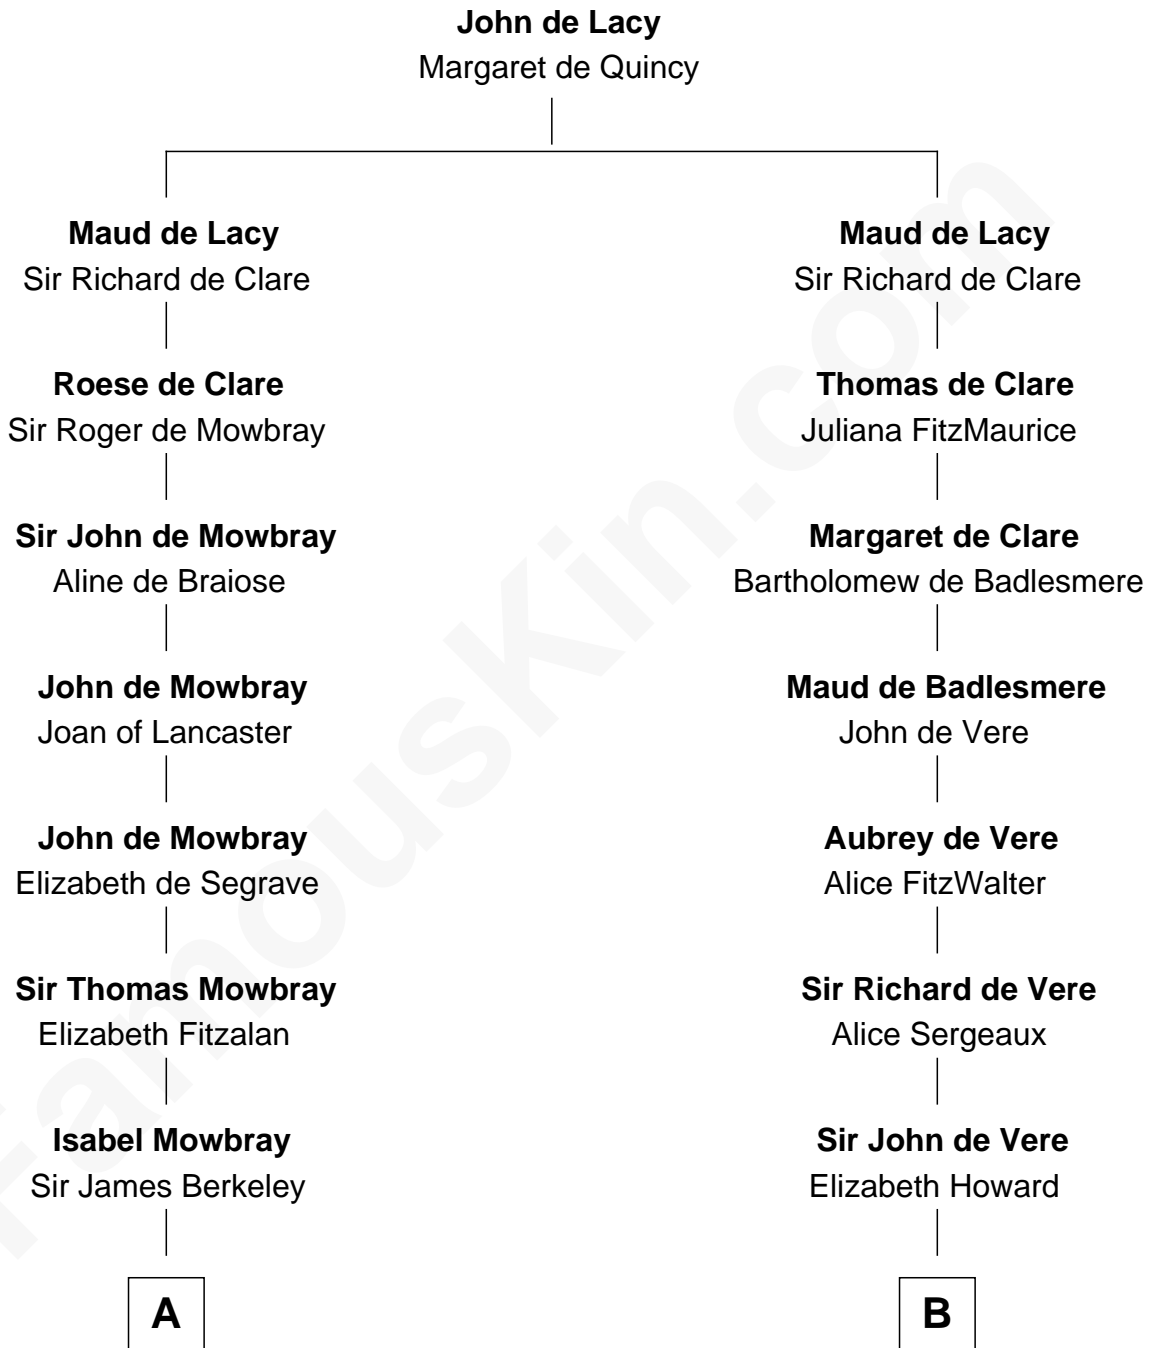 John de Lacy
Margaret de Quincy
Maud de Lacy
Sir Richard de Clare
Roese de Clare
Sir Roger de Mowbray
Sir John de Mowbray
Aline de Braiose
John de Mowbray
Joan of Lancaster
John de Mowbray
Elizabeth de Segrave
Sir Thomas Mowbray
Elizabeth Fitzalan
Isabel Mowbray
Sir James Berkeley
A
Maud de Lacy
Sir Richard de Clare
Thomas de Clare
Juliana FitzMaurice
Margaret de Clare
Bartholomew de Badlesmere
Maud de Badlesmere
John de Vere
Aubrey de Vere
Alice FitzWalter
Sir Richard de Vere
Alice Sergeaux
Sir John de Vere
Elizabeth Howard
B
FamousKin.com